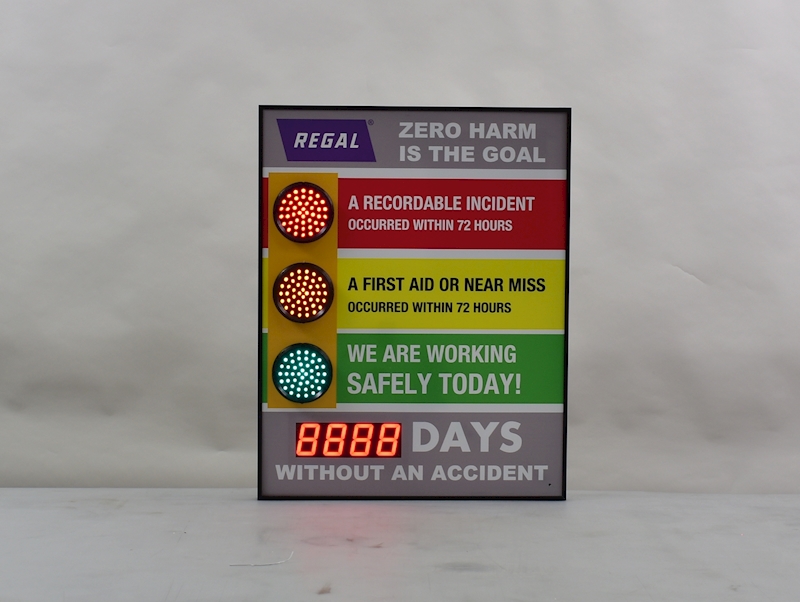 REGAL®
ZERO HARM
IS THE GOAL
A RECORDABLE INCIDENT
OCCURRED WITHIN 72 HOURS
A FIRST AID OR NEAR MISS
OCCURRED WITHIN 72 HOURS
WE ARE WORKING
SAFELY TODAY!
8888 DAYS
WITHOUT AN ACCIDENT